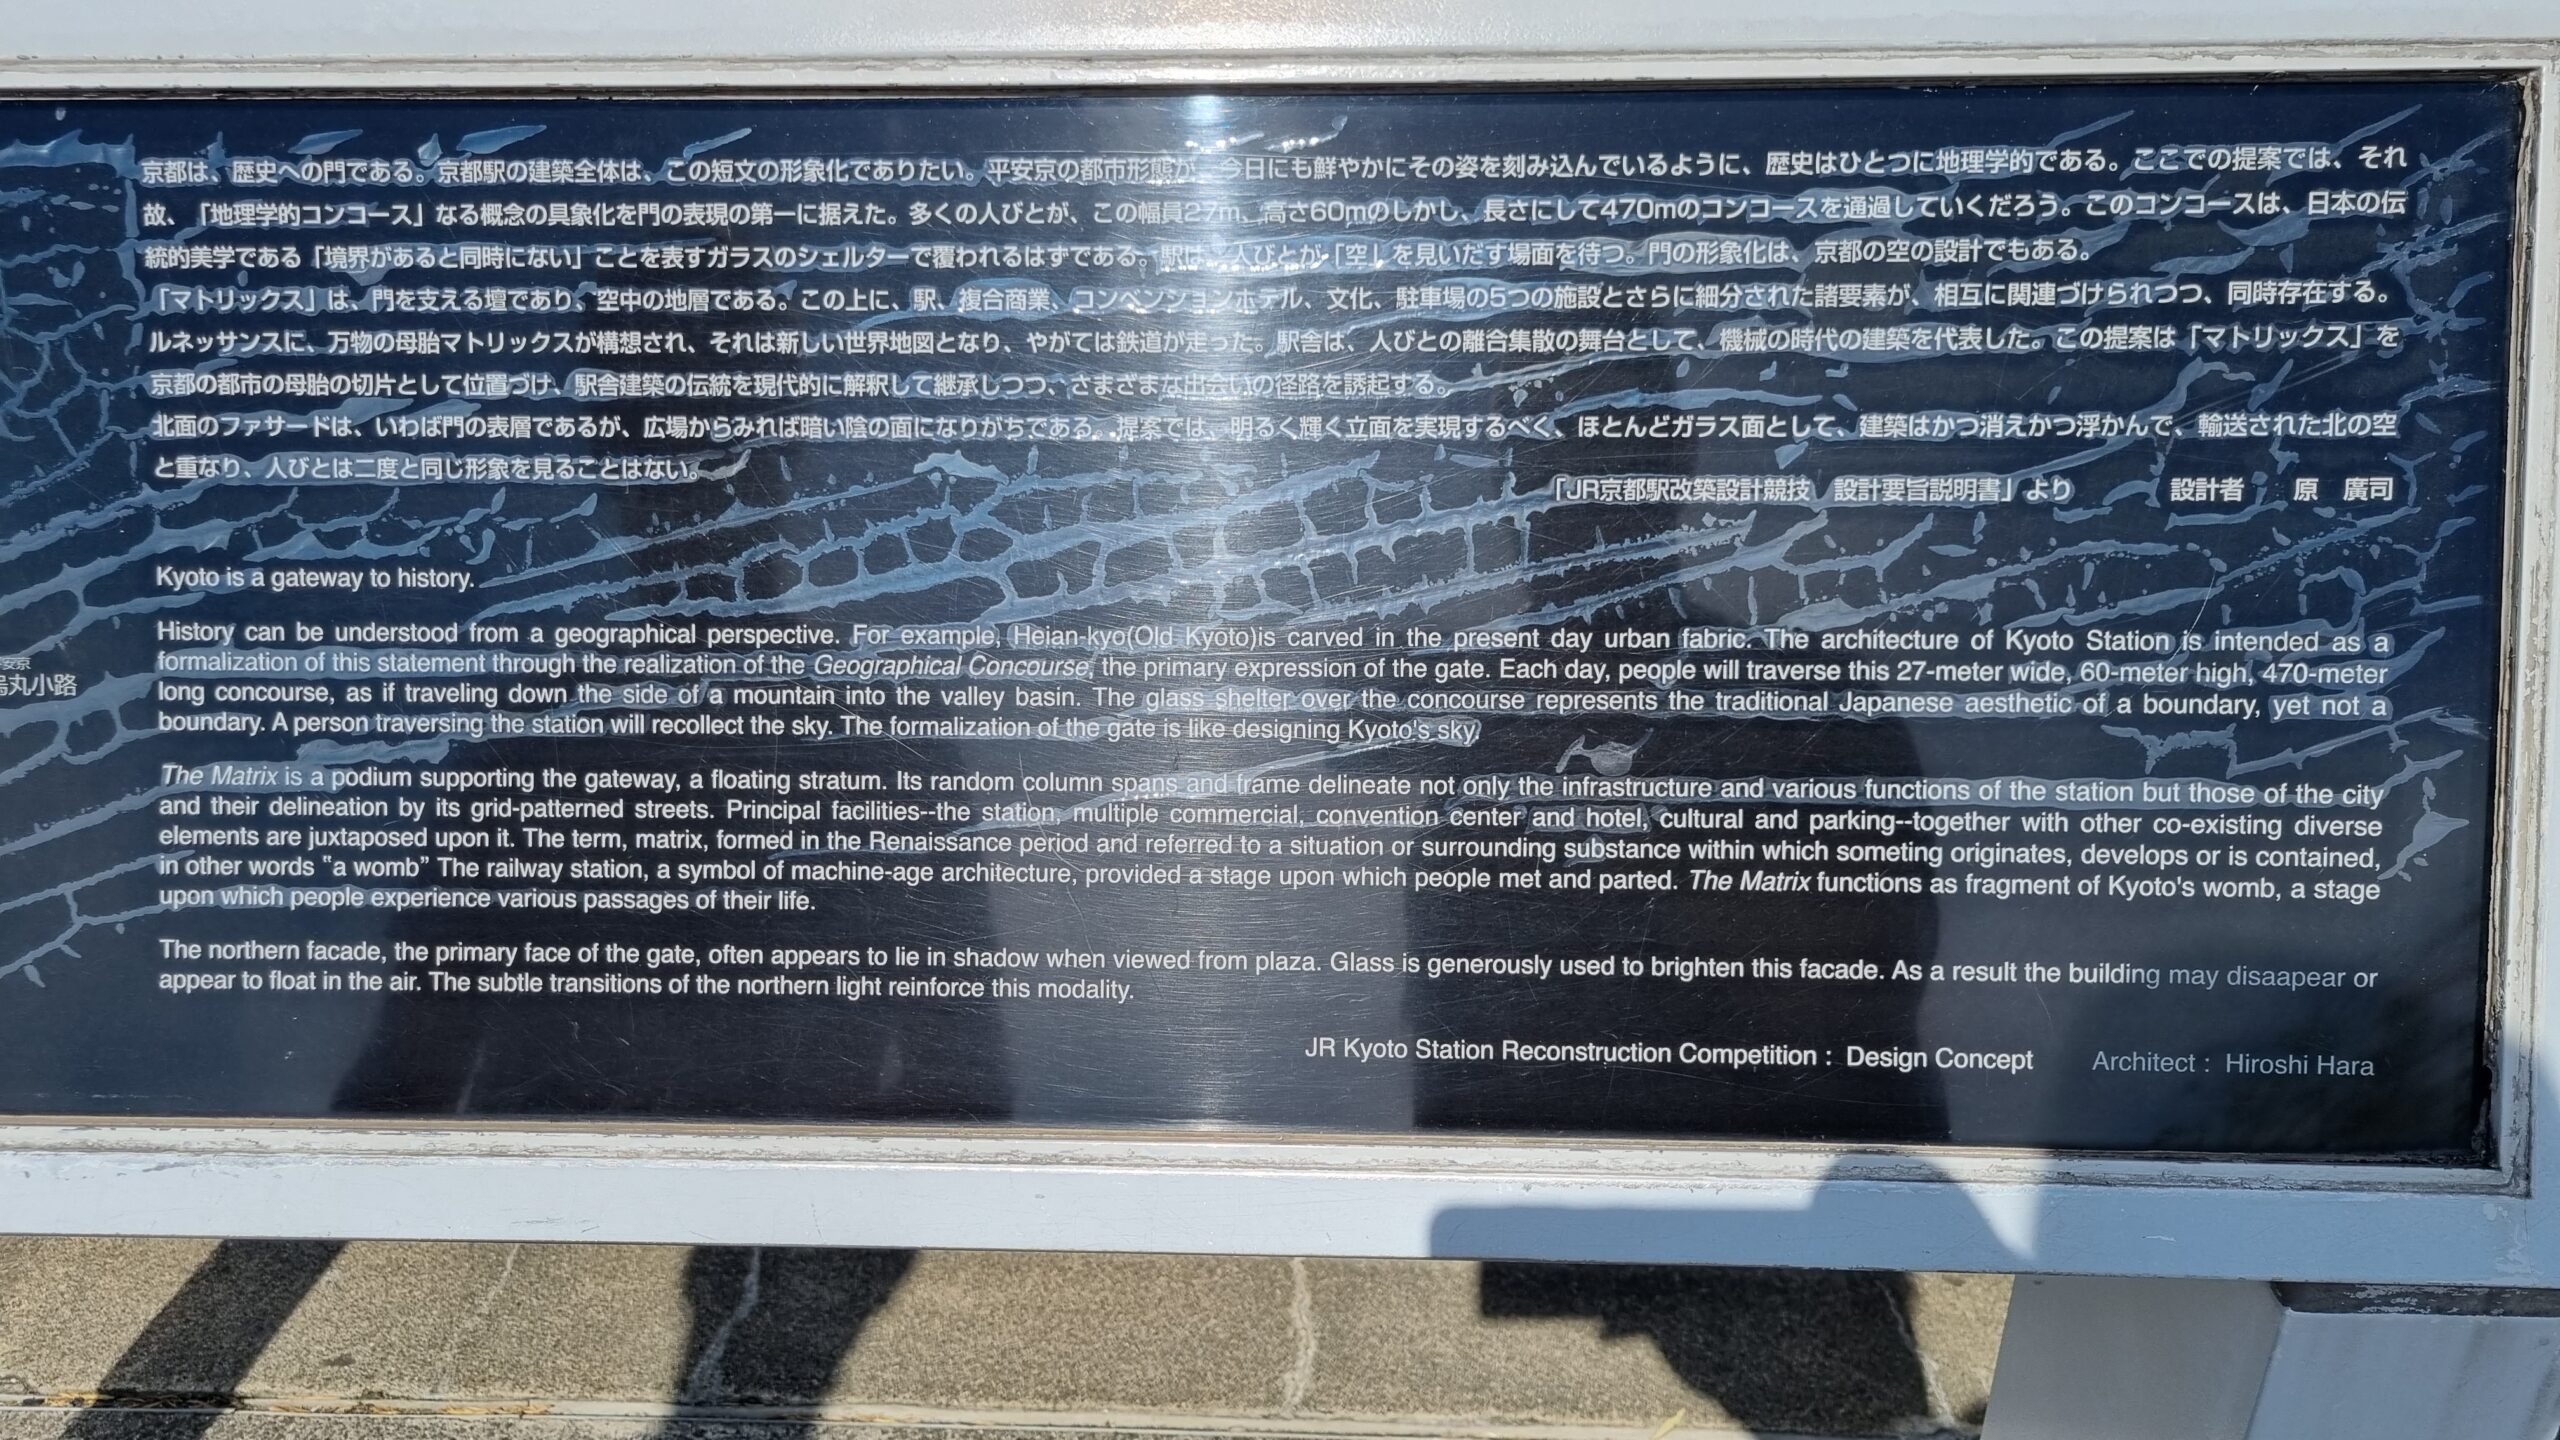 京都は、歴史への門である。京都駅の建築全体は、この短文の形象化でありたい。平安京の都市形態が、今日にも鮮やかにその姿を刻み込んでいるように、歴史はひとつに地理学的である。ここでの提案では、それ
故、「地理学的コンコース」なる概念の具象化を門の表現の第一に据えた。多くの人びとが、この幅員27m、高さ60mのしかし、長さにして470mのコンコースを通過していくだろう。このコンコースは、日本の伝
統的美学である「境界があると同時にない」ことを表すガラスのシェルターで覆われるはずである。駅は、人びとが「空」を見いだす場面を待つ。門の形象化は、京都の空の設計でもある。
「マトリックス」は、門を支える壇であり、空中の地層である。この上に、駅、複合商業、コンベンションホテル、文化、駐車場の5つの施設とさらに細分された諸要素が、相互に関連づけられつつ、同時存在する。
ルネッサンスに、万物の母胎マトリックスが構想され、それは新しい世界地図となり、やがては鉄道が走った。駅舎は、人びとの離合集散の舞台として、機械の時代の建築を代表した。この提案は「マトリックス」を
京都の都市の母胎の切片として位置づけ、駅舎建築の伝統を現代的に解釈して継承しつつ、さまざまな出会いの径路を誘起する。
北面のファサードは、いわば門の表層であるが、広場からみれば暗い陰の面になりがちである。提案では、明るく輝く立面を実現するべく、ほとんどガラス面として、建築はかつ消えかつ浮かんで、輸送された北の空
と重なり、人びとは二度と同じ形象を見ることはない。
「JR京都駅改築設計競技　設計要旨説明書」より　　設計者　原　廣司
烏丸小路
Kyoto is a gateway to history.
History can be understood from a geographical perspective. For example, Heian-kyo(Old Kyoto)is carved in the present day urban fabric. The architecture of Kyoto Station is intended as a
formalization of this statement through the realization of the Geographical Concourse, the primary expression of the gate. Each day, people will traverse this 27-meter wide, 60-meter high, 470-meter
long concourse, as if traveling down the side of a mountain into the valley basin. The glass shelter over the concourse represents the traditional Japanese aesthetic of a boundary, yet not a
boundary. A person traversing the station will recollect the sky. The formalization of the gate is like designing Kyoto's sky.
The Matrix is a podium supporting the gateway, a floating stratum. Its random column spans and frame delineate not only the infrastructure and various functions of the station but those of the city
and their delineation by its grid-patterned streets. Principal facilities--the station, multiple commercial, convention center and hotel, cultural and parking--together with other co-existing diverse
elements are juxtaposed upon it. The term, matrix, formed in the Renaissance period and referred to a situation or surrounding substance within which someting originates, develops or is contained,
in other words "a womb" The railway station, a symbol of machine-age architecture, provided a stage upon which people met and parted. The Matrix functions as fragment of Kyoto's womb, a stage
upon which people experience various passages of their life.
The northern facade, the primary face of the gate, often appears to lie in shadow when viewed from plaza. Glass is generously used to brighten this facade. As a result the building may disaapear or
appear to float in the air. The subtle transitions of the northern light reinforce this modality.
JR Kyoto Station Reconstruction Competition : Design Concept    Architect : Hiroshi Hara